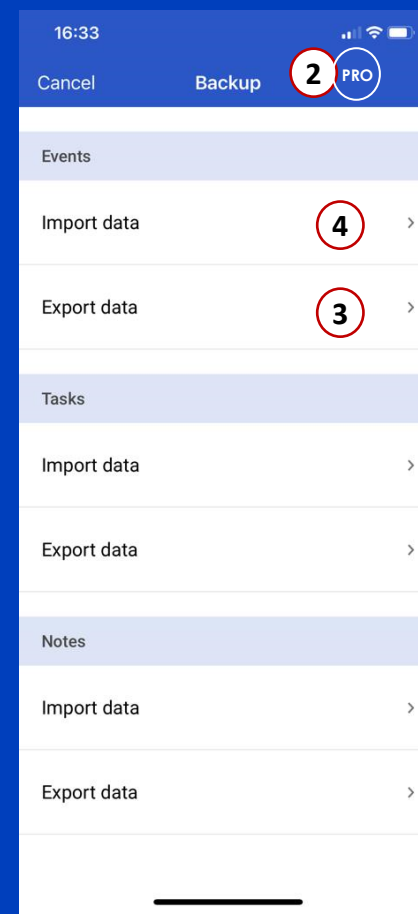 16:33
Cancel Backup 2 PRO
Events
Import data 4
Export data 3
Tasks
Import data
Export data
Notes
Import data
Export data